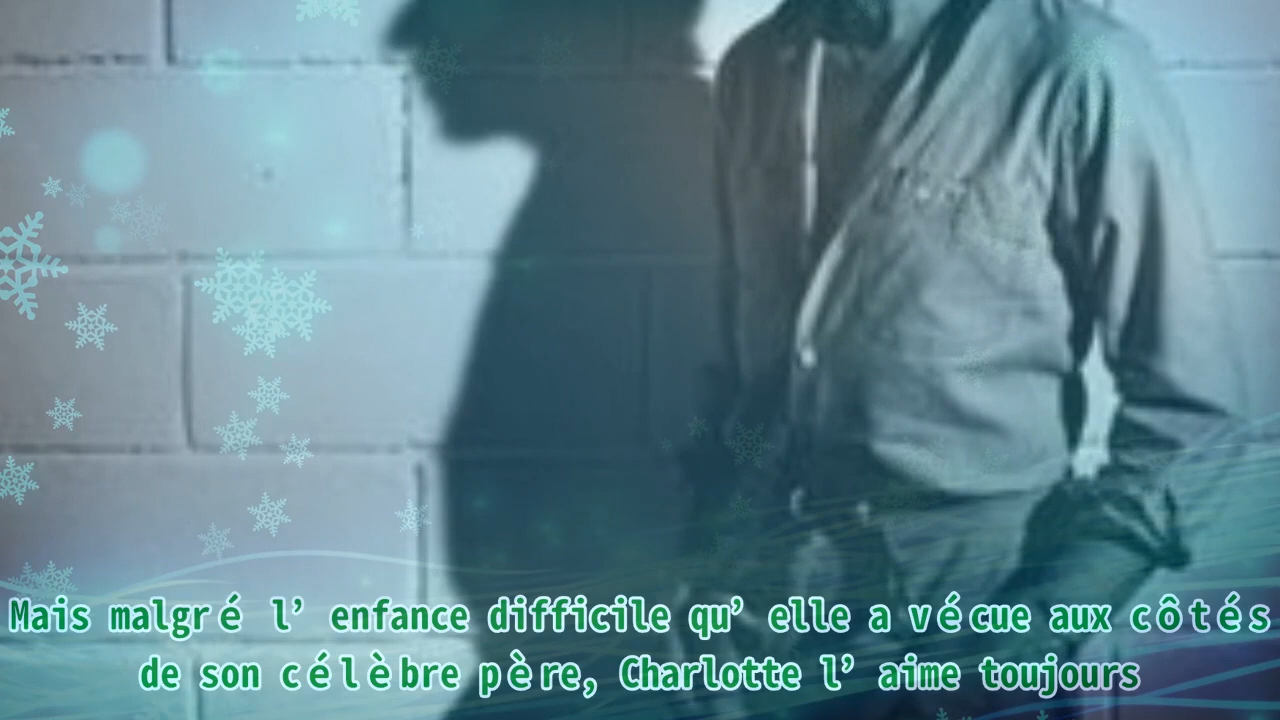 Mais malgré l’ enfance difficile qu’ elle a vécue aux côtés
de son célèbre père, Charlotte l’ aime toujours